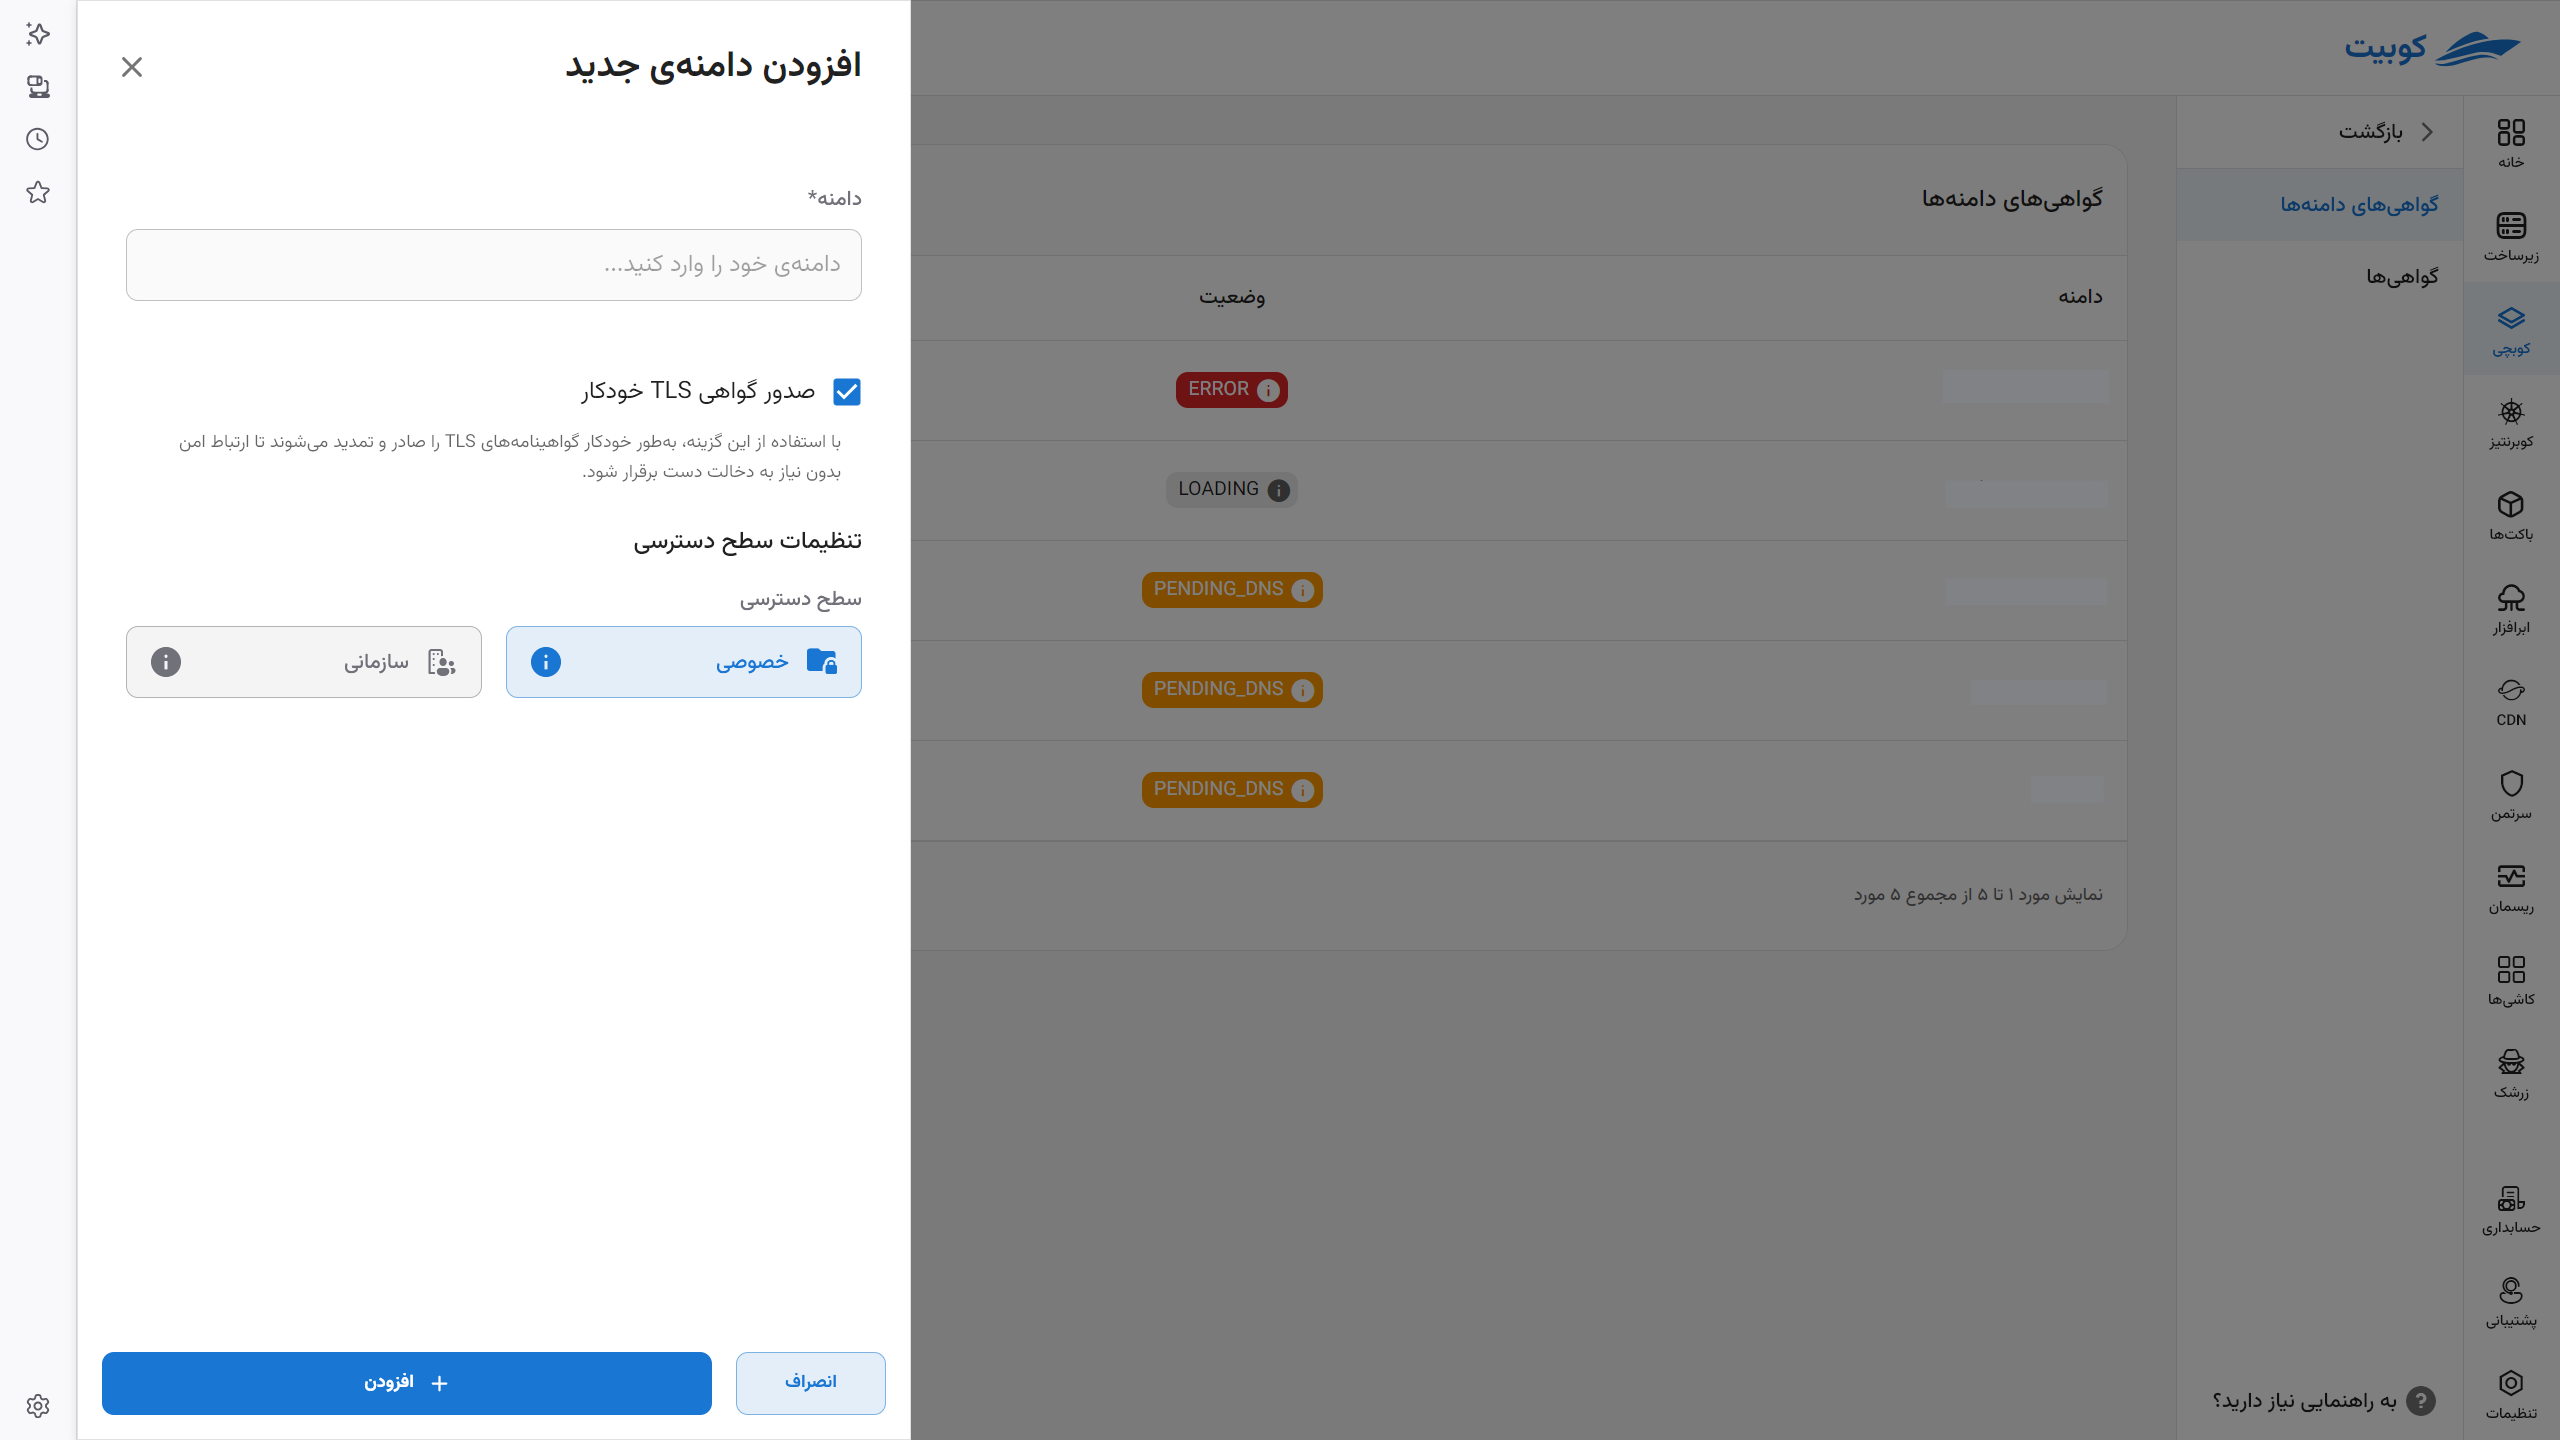 کوبیت
خانه
زیرساخت
کوبچی
کوبرنتیز
باکت‌ها
ابرافزار
CDN
سرتمن
ریسمان
کاشی‌ها
زرشک
حسابداری
پشتیبانی
تنظیمات
بازگشت
گواهی‌های دامنه‌ها
گواهی‌ها
به راهنمایی نیاز دارید؟
گواهی‌های دامنه‌ها
دامنه وضعیت
ERROR
LOADING
PENDING_DNS
PENDING_DNS
PENDING_DNS
نمایش مورد ۱ تا ۵ از مجموع ۵ مورد
افزودن دامنه‌ی جدید
دامنه*
دامنه‌ی خود را وارد کنید...
صدور گواهی TLS خودکار
با استفاده از این گزینه، به‌طور خودکار گواهینامه‌های TLS را صادر و تمدید می‌شوند تا ارتباط امن
بدون نیاز به دخالت دست برقرار شود.
تنظیمات سطح دسترسی
سطح دسترسی
خصوصی
سازمانی
انصراف
افزودن